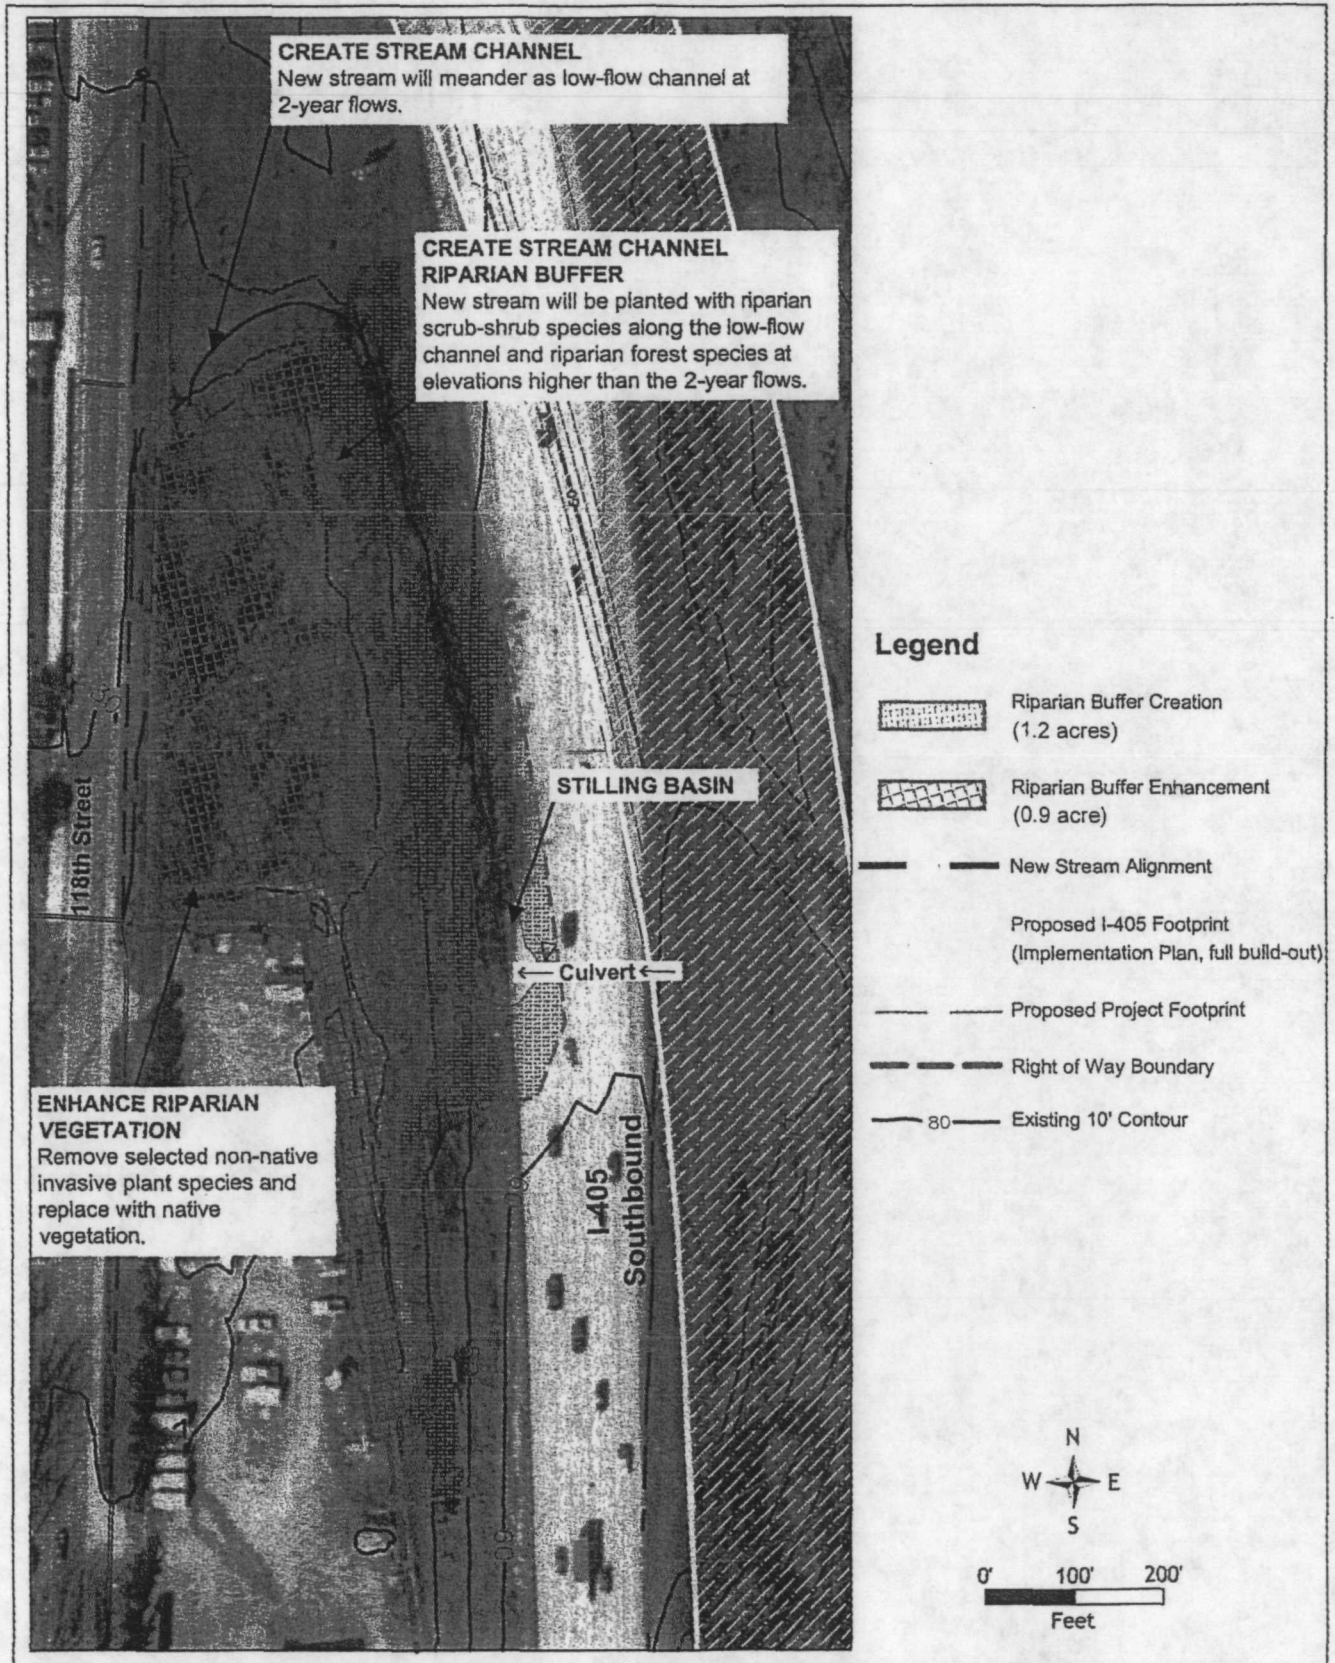 CREATE STREAM CHANNEL
New stream will meander as low-flow channel at
2-year flows.
CREATE STREAM CHANNEL
RIPARIAN BUFFER
New stream will be planted with riparian
scrub-shrub species along the low-flow
channel and riparian forest species at
elevations higher than the 2-year flows.
STILLING BASIN
Culvert
118th Street
ENHANCE RIPARIAN
VEGETATION
Remove selected non-native
invasive plant species and
replace with native
vegetation.
I-405
Southbound
60
Legend
Riparian Buffer Creation
(1.2 acres)
Riparian Buffer Enhancement
(0.9 acre)
New Stream Alignment
Proposed I-405 Footprint
(Implementation Plan, full build-out)
Proposed Project Footprint
Right of Way Boundary
80
Existing 10' Contour
N
W E
S
0' 100' 200'
Feet